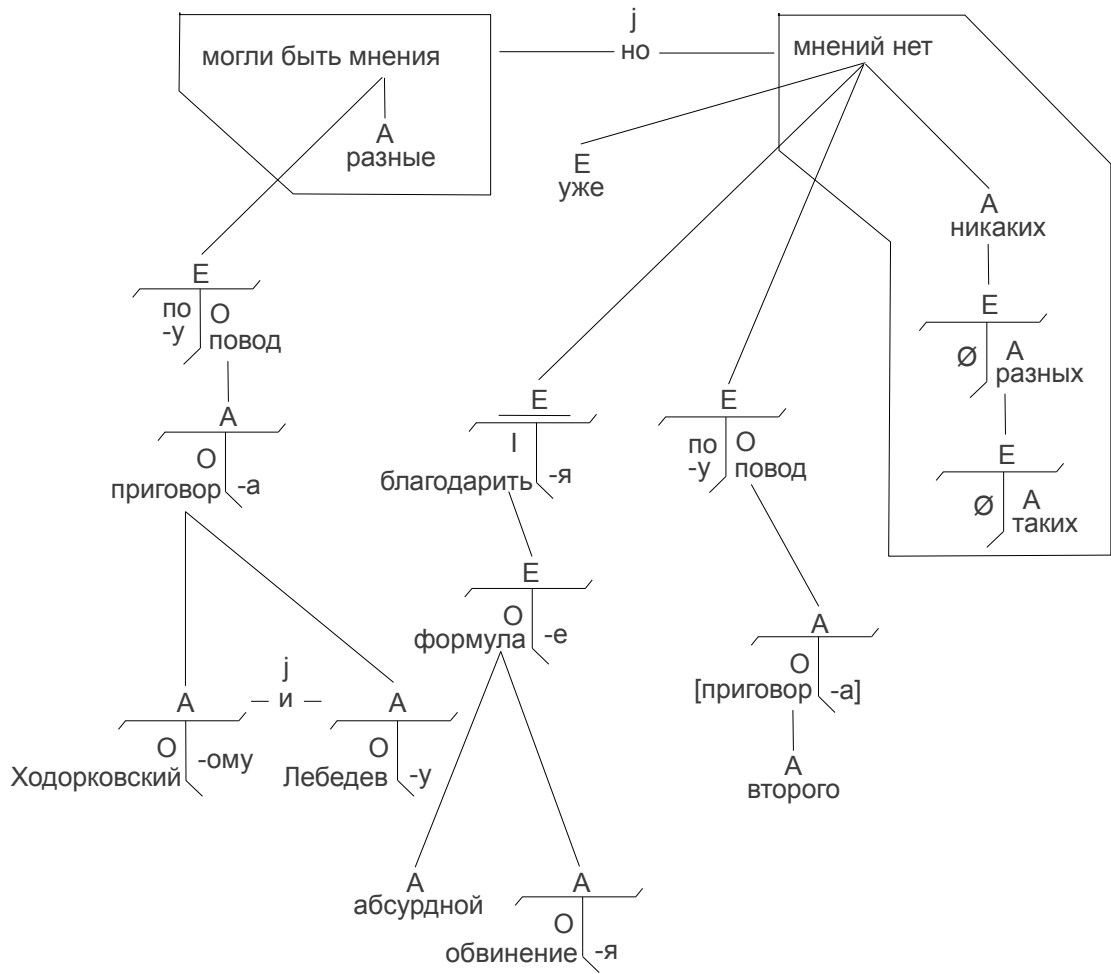 j
могли быть мнения
но
мнений нет
А
разные
Е
уже
А
никаких
Е
по
-у
О
повод
Е
Ø
А
разных
А
О
приговор
-а
Е
I
благодарить
-я
Е
по
-у
О
повод
Е
Ø
А
таких
Е
О
формула
-е
А
О
[приговор
-а]
j
А
и
А
О
Ходорковский
-ому
О
Лебедев
-у
А
второго
А
абсурдной
А
О
обвинение
-я